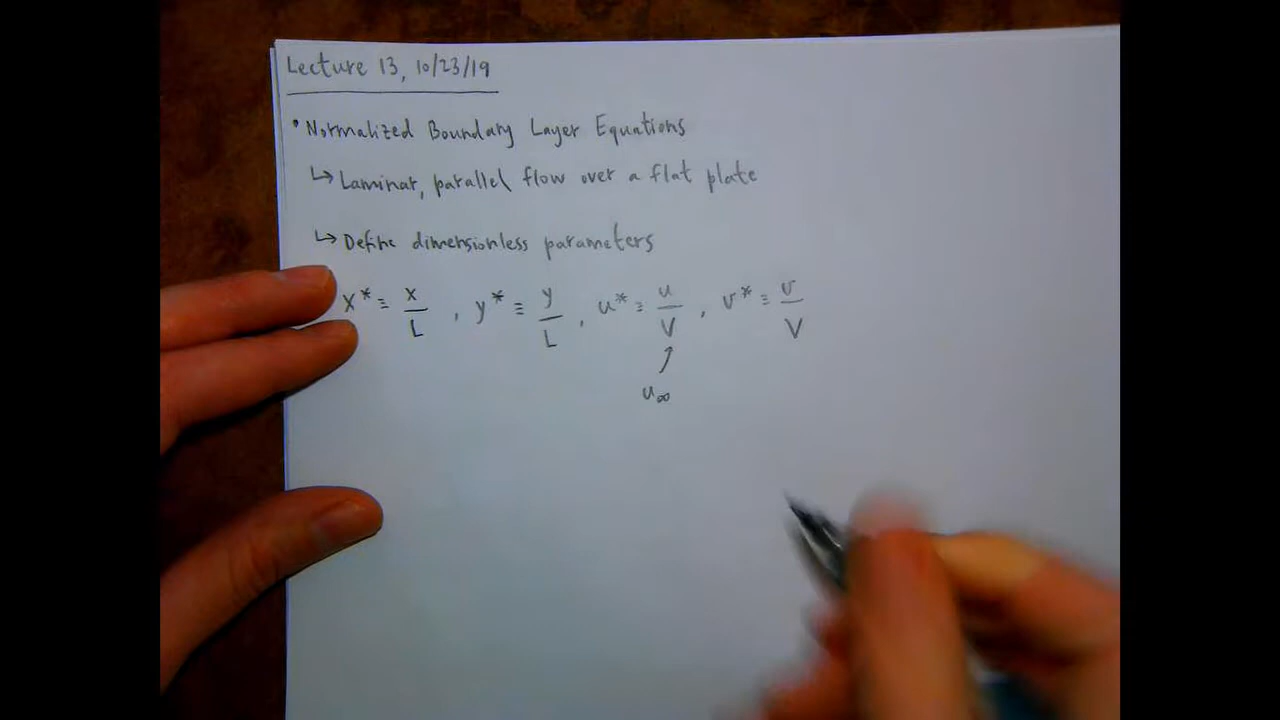 Lecture 13, 10/23/19
• Normalized Boundary Layer Equations
↳ Laminar, parallel flow over a flat plate
↳ Define dimensionless parameters
x* ≡ x/L , y* ≡ y/L , u* ≡ u/V , v* ≡ v/V
u∞